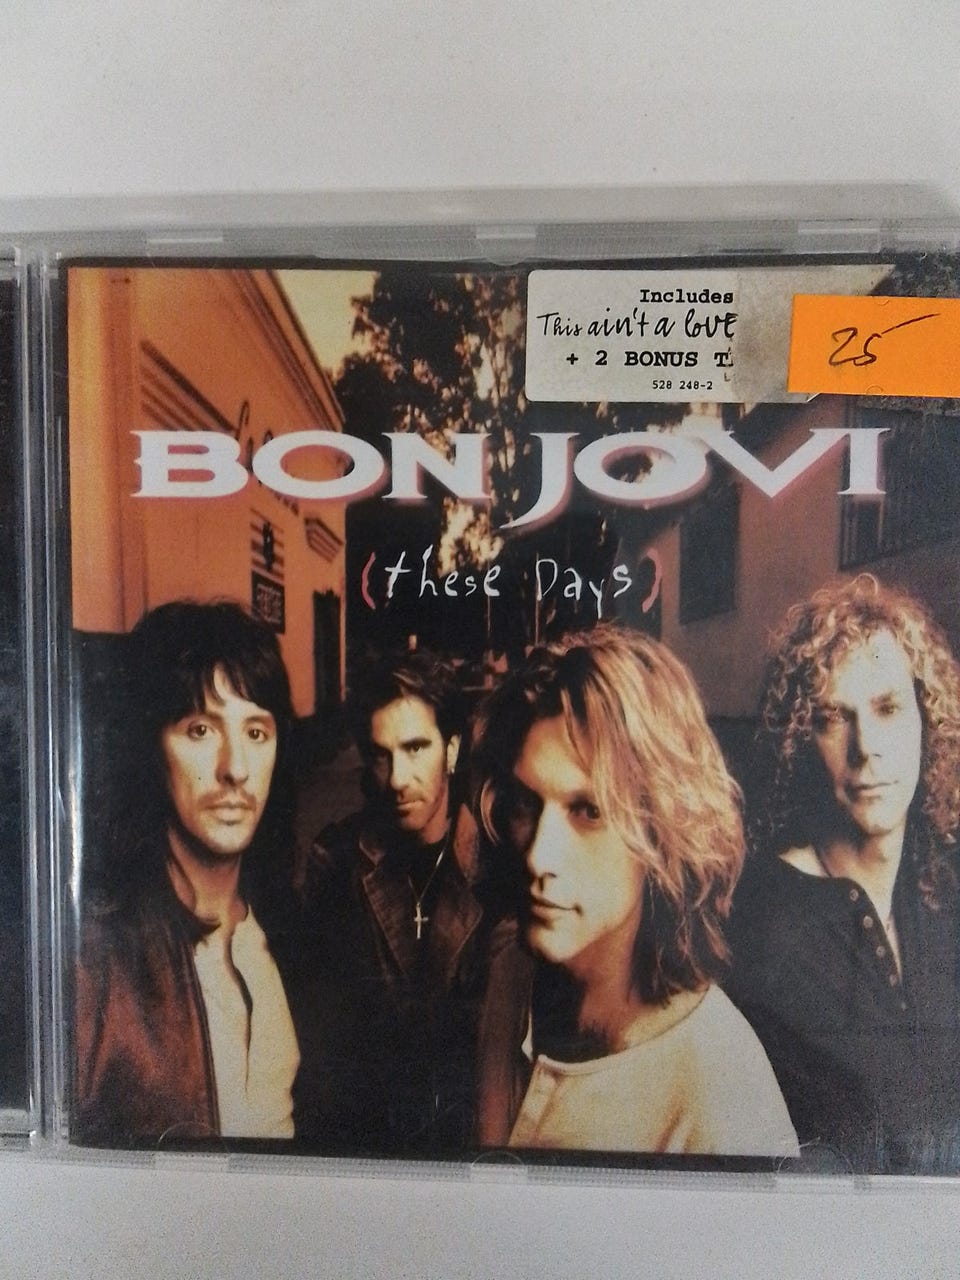 Includes
This ain't a love
+ 2 BONUS T
528 248-2
25
BON JOVI
(these Days)